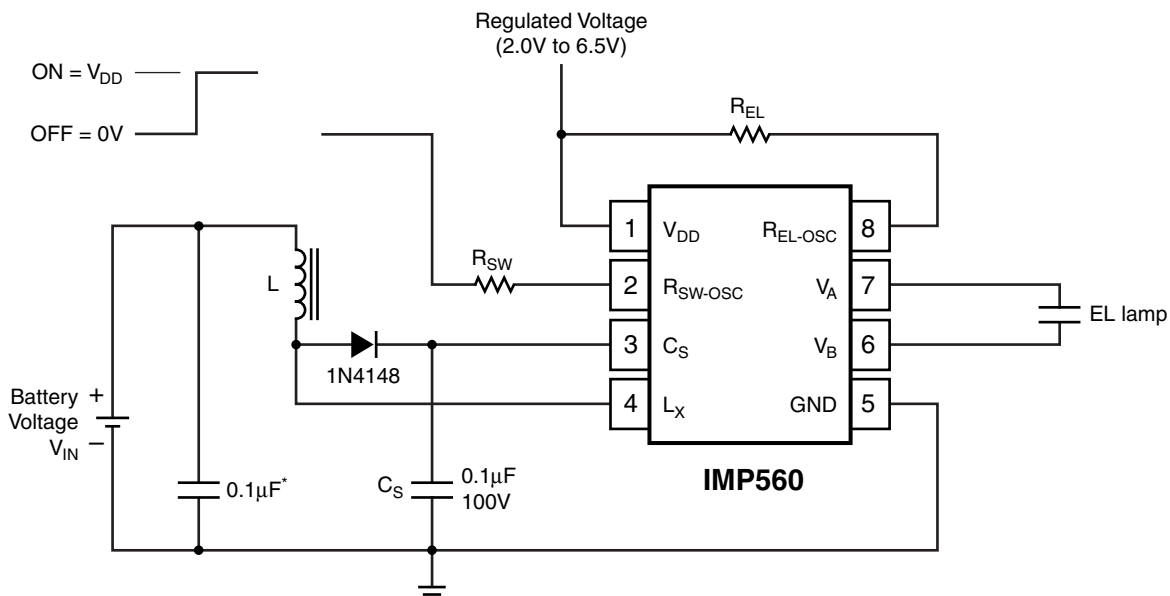 Regulated Voltage
(2.0V to 6.5V)
ON = VDD
OFF = 0V
REL
RSW
L
1N4148
Battery
Voltage
VIN
+
−
0.1μF*
CS
0.1μF
100V
1
VDD
2
RSW-OSC
3
CS
4
LX
REL-OSC
8
VA
7
VB
6
GND
5
EL lamp
IMP560